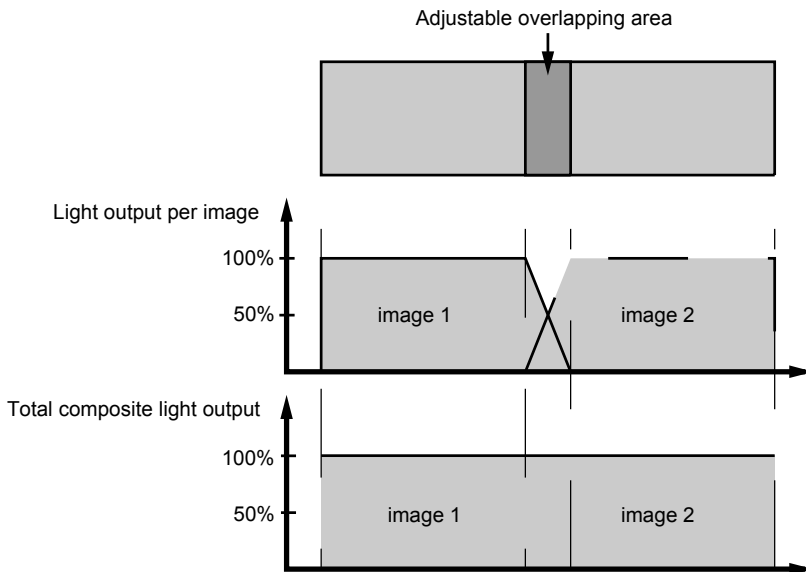 Adjustable overlapping area
Light output per image
100%
50%
image 1
image 2
Total composite light output
100%
50%
image 1
image 2